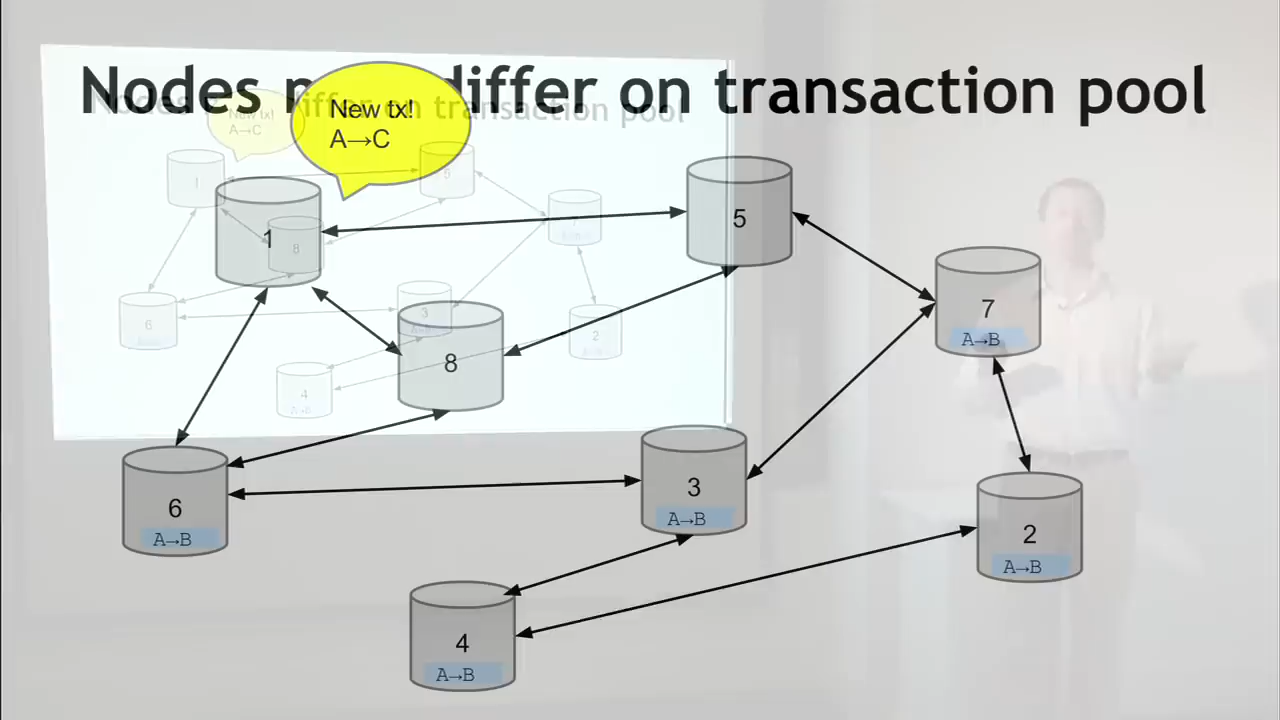 Nodes may differ on transaction pool
New tx!
A→C
1
5
7
A→B
8
6
A→B
3
A→B
2
A→B
4
A→B